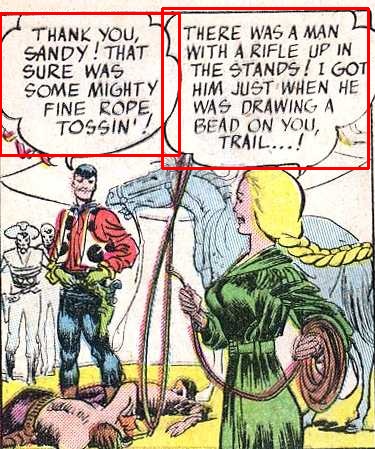 THANK YOU,
SANDY! THAT
SURE WAS
SOME MIGHTY
FINE ROPE
TOSSIN'!
THERE WAS A MAN
WITH A RIFLE UP IN
THE STANDS! I GOT
HIM JUST WHEN HE
WAS DRAWING A
BEAD ON YOU,
TRAIL...!